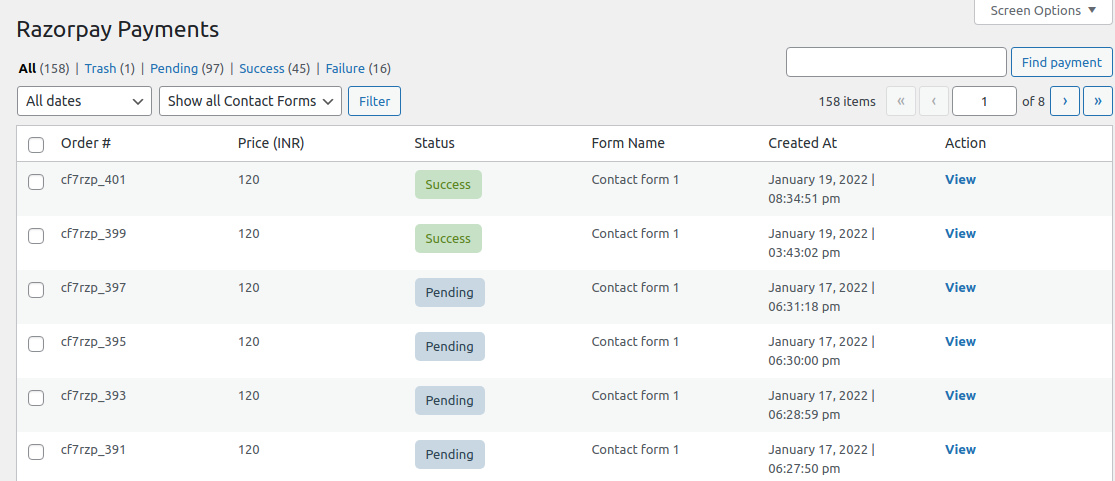 Screen Options
Razorpay Payments
All (158) | Trash (1) | Pending (97) | Success (45) | Failure (16)
Find payment
All dates Show all Contact Forms Filter 158 items « ‹ 1 of 8 › »
Order # Price (INR) Status Form Name Created At Action
cf7rzp_401 120 Success Contact form 1 January 19, 2022 | View
08:34:51 pm
cf7rzp_399 120 Success Contact form 1 January 19, 2022 | View
03:43:02 pm
cf7rzp_397 120 Pending Contact form 1 January 17, 2022 | View
06:31:18 pm
cf7rzp_395 120 Pending Contact form 1 January 17, 2022 | View
06:30:00 pm
cf7rzp_393 120 Pending Contact form 1 January 17, 2022 | View
06:28:59 pm
cf7rzp_391 120 Pending Contact form 1 January 17, 2022 | View
06:27:50 pm